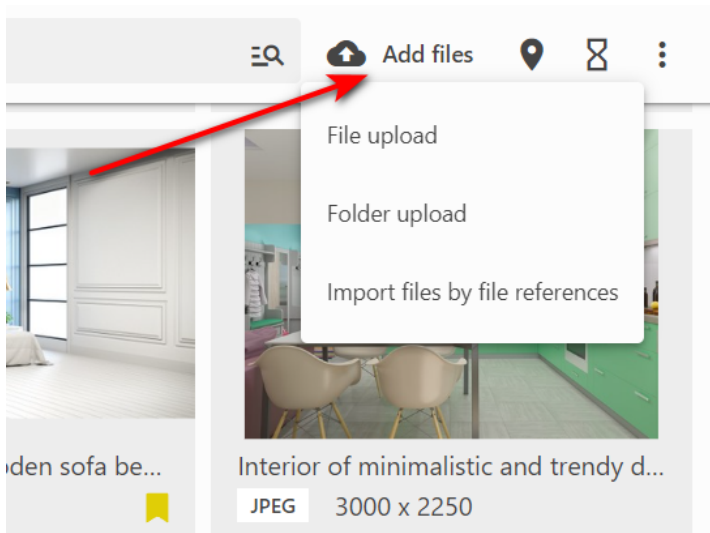 Add files
File upload
Folder upload
Import files by file references
den sofa be...
Interior of minimalistic and trendy d...
JPEG 3000 x 2250